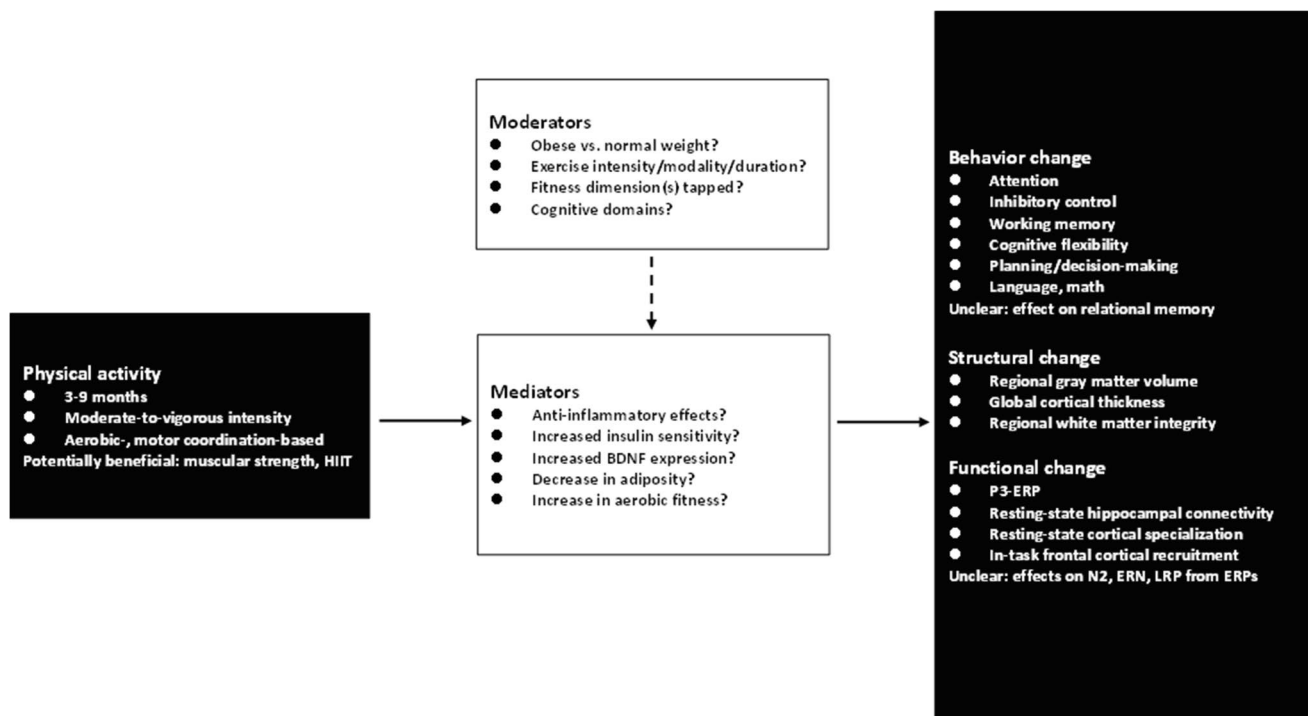 Moderators
● Obese vs. normal weight?
● Exercise intensity/modality/duration?
● Fitness dimension(s) tapped?
● Cognitive domains?
Physical activity
● 3-9 months
● Moderate-to-vigorous intensity
● Aerobic-, motor coordination-based
Potentially beneficial: muscular strength, HIIT
Mediators
● Anti-inflammatory effects?
● Increased insulin sensitivity?
● Increased BDNF expression?
● Decrease in adiposity?
● Increase in aerobic fitness?
Behavior change
● Attention
● Inhibitory control
● Working memory
● Cognitive flexibility
● Planning/decision-making
● Language, math
Unclear: effect on relational memory
Structural change
● Regional gray matter volume
● Global cortical thickness
● Regional white matter integrity
Functional change
● P3-ERP
● Resting-state hippocampal connectivity
● Resting-state cortical specialization
● In-task frontal cortical recruitment
Unclear: effects on N2, ERN, LRP from ERPs